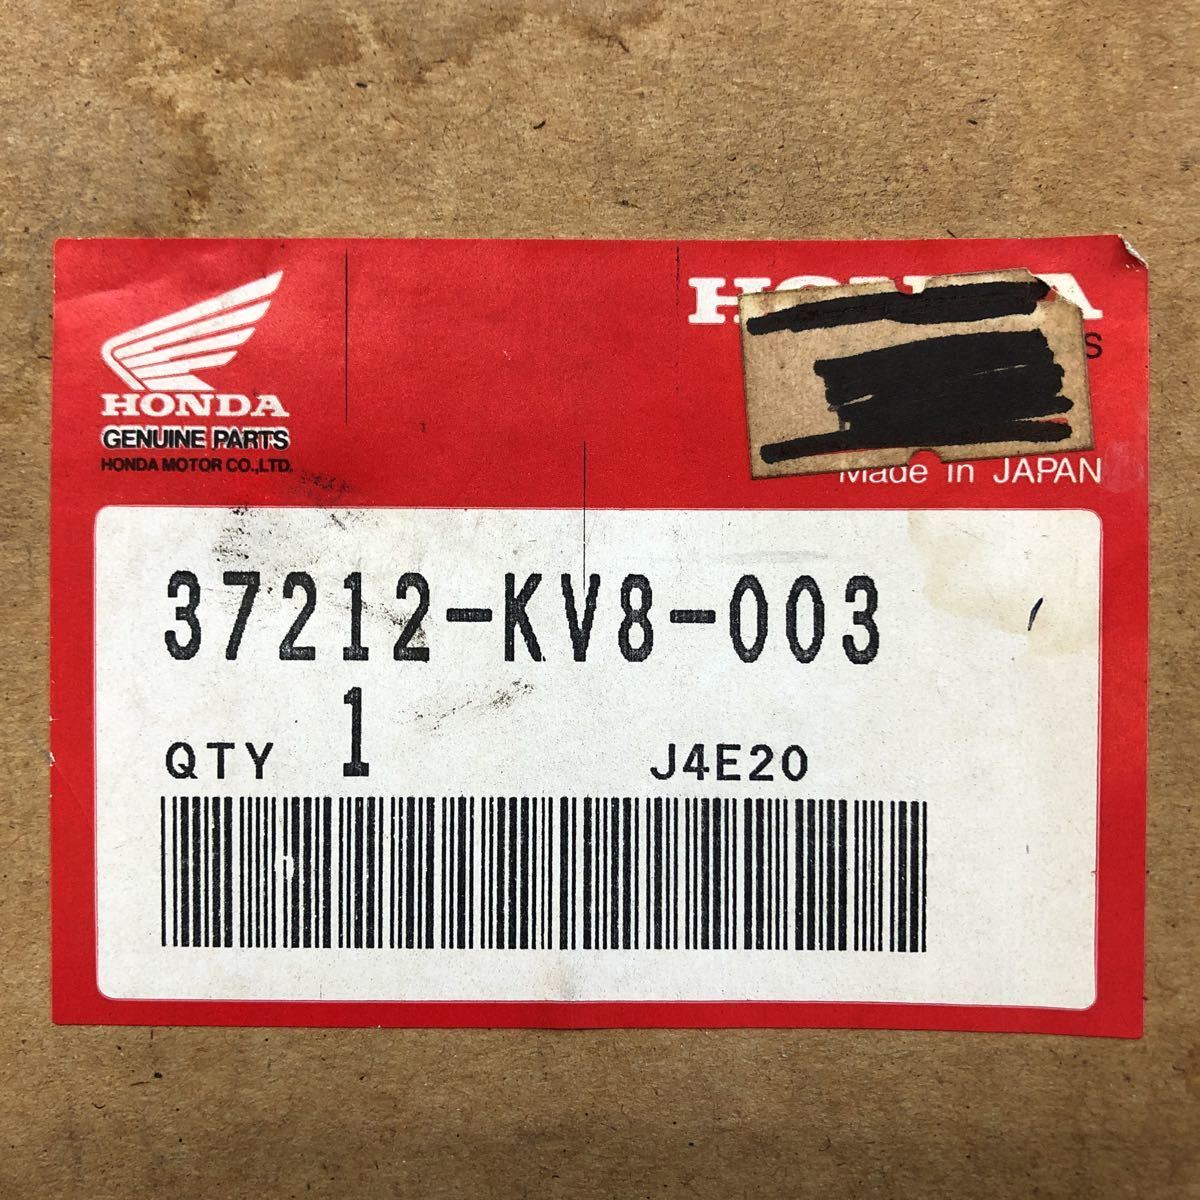 HONDA
GENUINE PARTS
HONDA MOTOR CO.,LTD.
Made in JAPAN
37212-KV8-003
QTY 1 J4E20